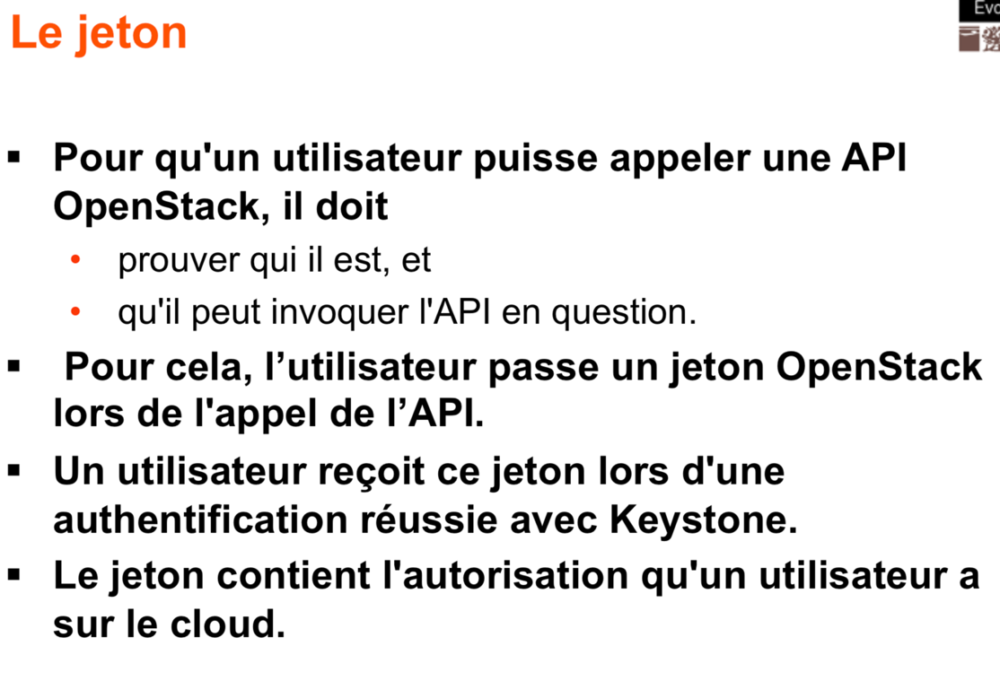 Le jeton
Evo
▪ Pour qu'un utilisateur puisse appeler une API
OpenStack, il doit
• prouver qui il est, et
• qu'il peut invoquer l'API en question.
▪ Pour cela, l’utilisateur passe un jeton OpenStack
lors de l'appel de l’API.
▪ Un utilisateur reçoit ce jeton lors d'une
authentification réussie avec Keystone.
▪ Le jeton contient l'autorisation qu'un utilisateur a
sur le cloud.